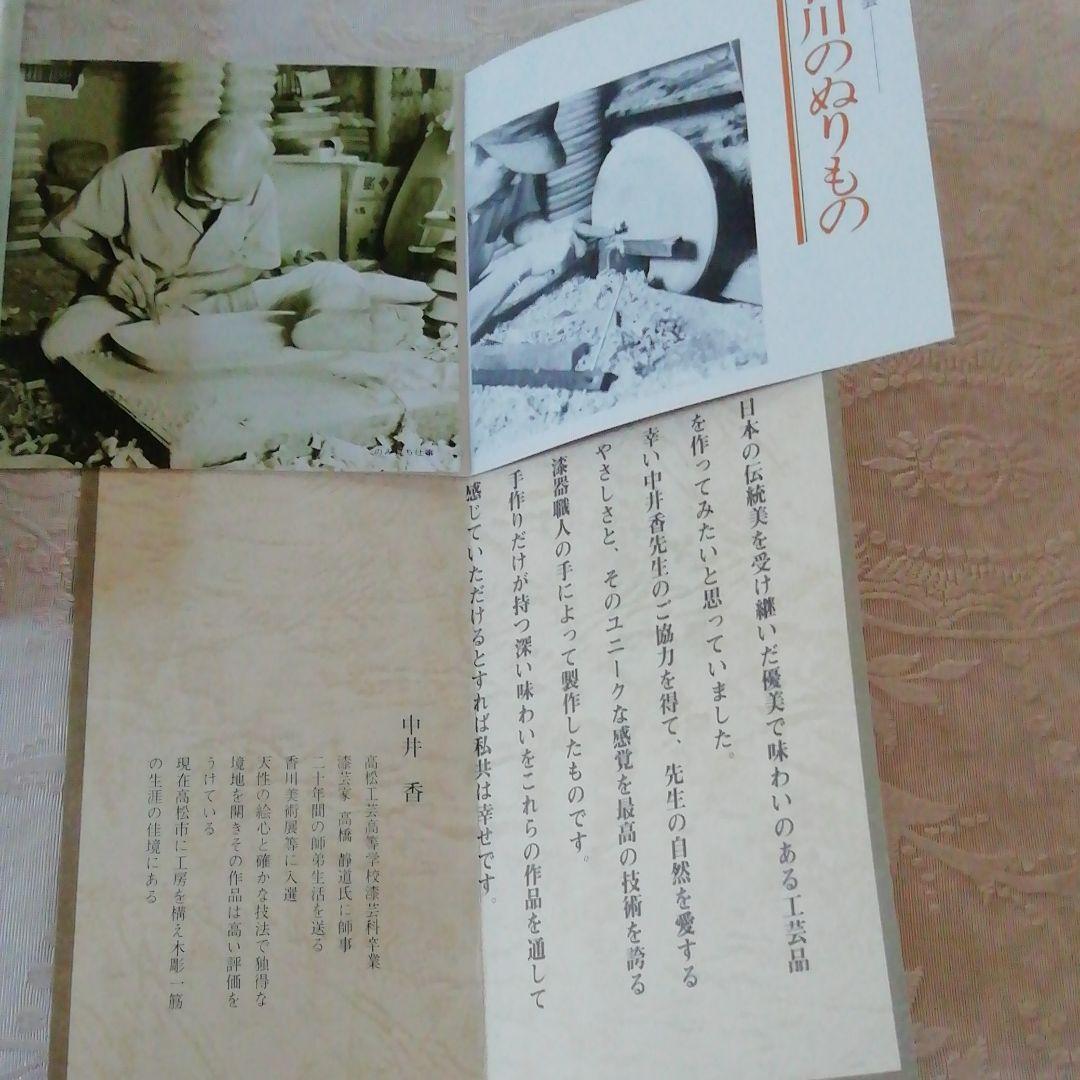 芸
川のぬりもの
のみ打ち仕事
日本の伝統美を受け継いだ優美で味わいのある工芸品
を作ってみたいと思っていました。
幸い中井香先生のご協力を得て、先生の自然を愛する
やさしさと、そのユニークな感覚を最高の技術を誇る
漆器職人の手によって製作したものです。
手作りだけが持つ深い味わいをこれらの作品を通して
感じていただけるとすれば私共は幸せです。
中井 香
高松工芸高等学校漆芸科卒業
漆芸家 高橋 静道氏に師事
二十年間の師弟生活を送る
香川美術展等に入選
天性の絵心と確かな技法で独得な
境地を開きその作品は高い評価を
うけている
現在高松市に工房を構え木彫一筋
の生涯の佳境にある